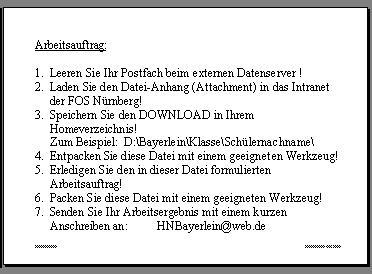 Arbeitsauftrag:
1. Leeren Sie Ihr Postfach beim externen Datenserver !
2. Laden Sie den Datei-Anhang (Attachment) in das Intranet
der FOS Nürnberg!
3. Speichern Sie den DOWNLOAD in Ihrem
Homeverzeichnis!
Zum Beispiel: D:\Bayerlein\Klasse\Schülernachname\
4. Entpacken Sie diese Datei mit einem geeigneten Werkzeug!
5. Erledigen Sie den in dieser Datei formulierten
Arbeitsauftrag!
6. Packen Sie diese Datei mit einem geeigneten Werkzeug!
7. Senden Sie Ihr Arbeitsergebnis mit einem kurzen
Anschreiben an: HNBayerlein@web.de